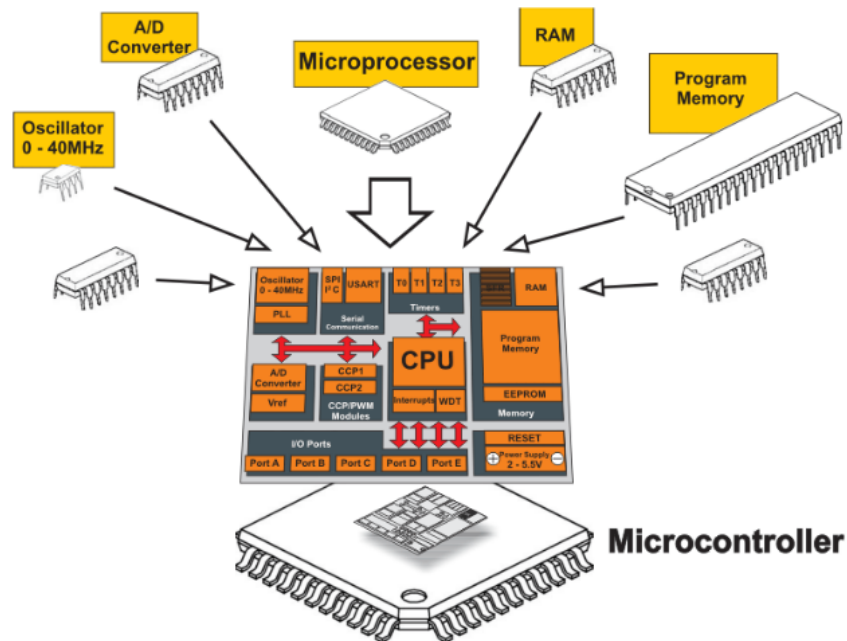 A/D
Converter
Microprocessor
RAM
Program
Memory
Oscillator
0 - 40MHz
Oscillator
0 - 40MHz
PLL
SPI
I²C
USART
Serial
Communication
T0 T1 T2 T3
Timers
RAM
Program
Memory
EEPROM
Memory
A/D
Converter
Vref
CCP1
CCP2
CCP/PWM
Modules
CPU
Interrupts
WDT
I/O Ports
Port A Port B Port C Port D Port E
RESET
Power Supply
2 - 5.5V
Microcontroller